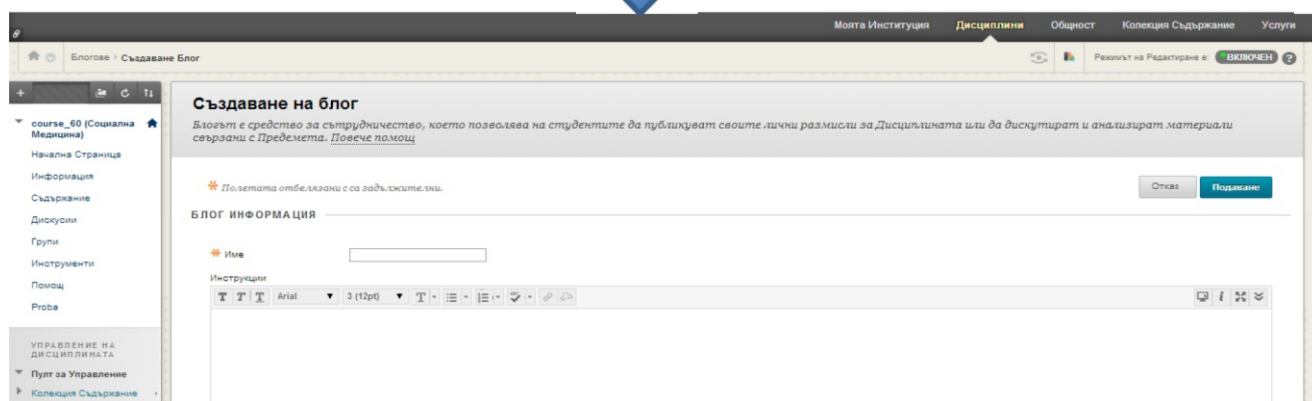 Моята Институция Дисциплини Общност Колекция Съдържание Услуги
Блогове > Създаване Блог
Режимът на Редактиране е: ВКЛЮЧЕН ?
course_60 (Социална
Медицина)
Начална Страница
Информация
Съдържание
Дискусии
Групи
Инструменти
Помощ
Proba
УПРАВЛЕНИЕ НА
ДИСЦИПЛИНАТА
Пулт за Управление
Колекция Съдържание
Създаване на блог
Блогът е средство за сътрудничество, което позволява на студентите да публикуват своите лични размисли за Дисциплината или да дискутират и анализират материали
свързани с Предемета. Повече помощ
Полетата отбелязани с са задължителни.
Отказ Подаване
БЛОГ ИНФОРМАЦИЯ
Име
Инструкции
T T T Arial 3 (12pt) T